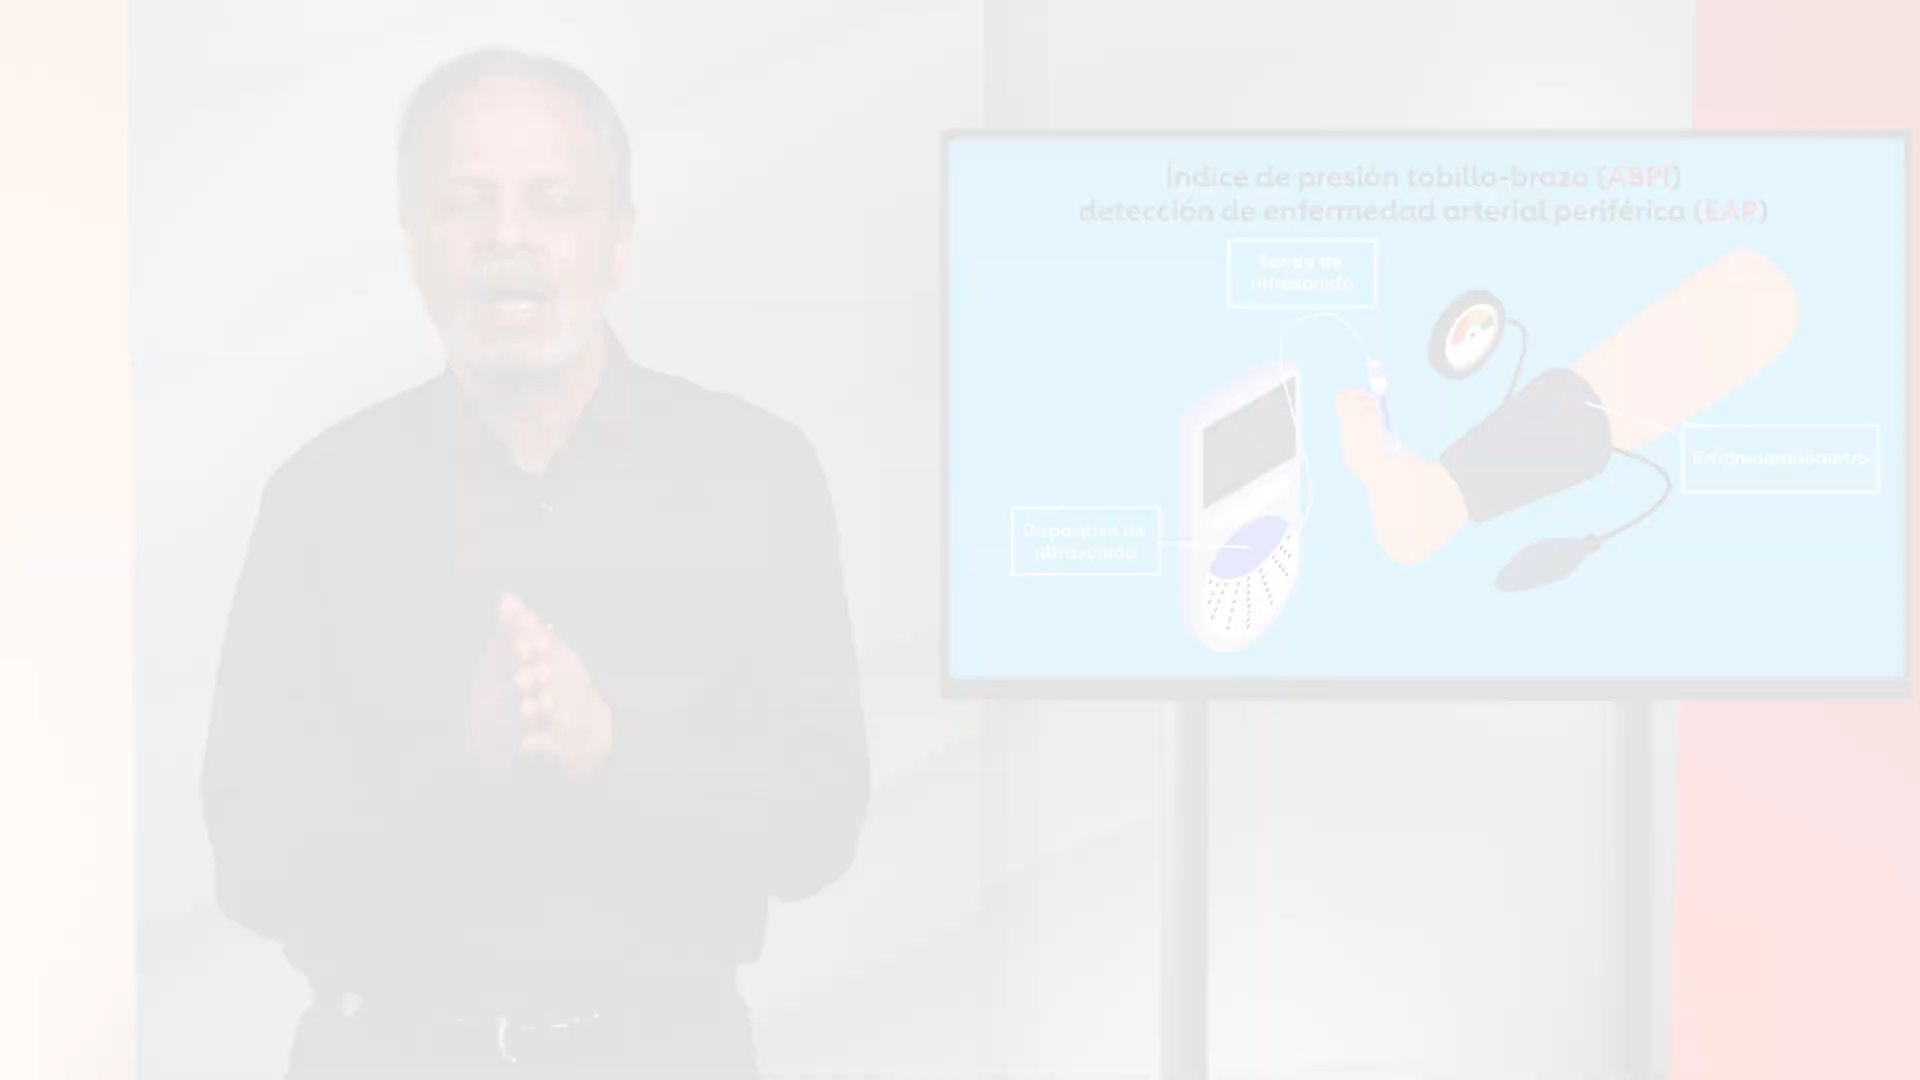 Índice de presión tobillo-brazo (ABPI)
detección de enfermedad arterial periférica (EAP)
Sonda de
ultrasonido
Esfigmomanómetro
Dispositivo de
ultrasonido